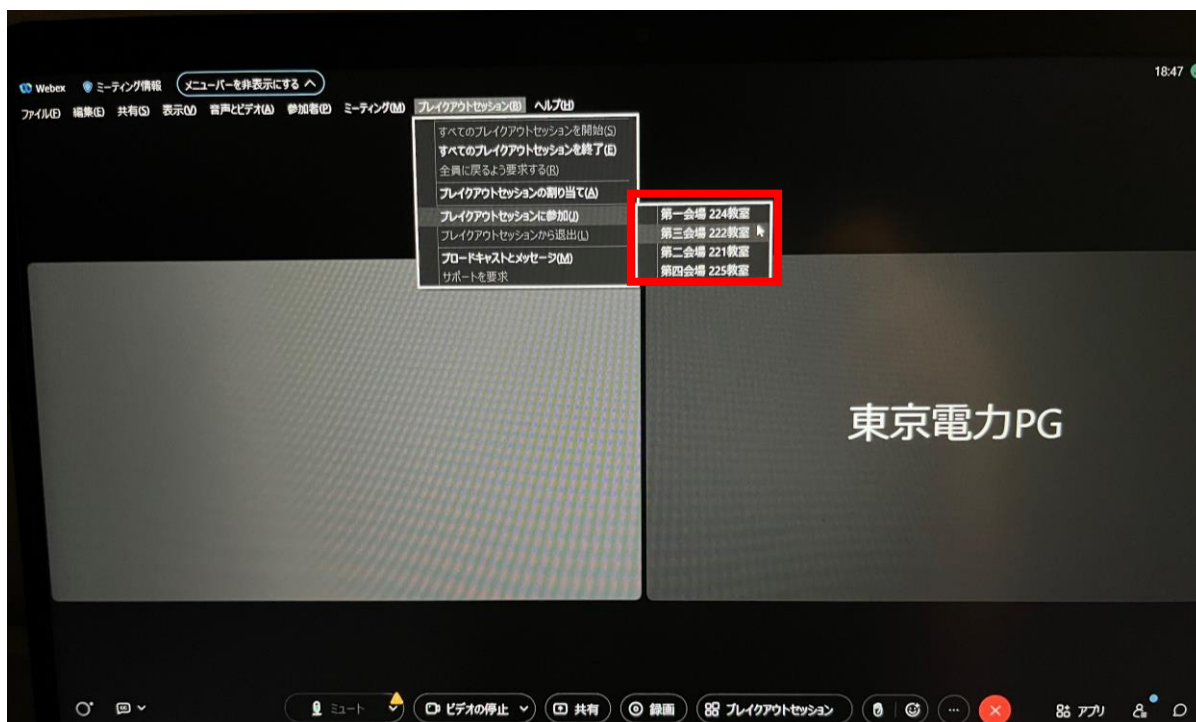 18:47
Webex ミーティング情報 メニューバーを非表示にする
ファイル(F) 編集(E) 共有(S) 表示(V) 音声とビデオ(A) 参加者(P) ミーティング(M) ブレイクアウトセッション(B) ヘルプ(H)
すべてのブレイクアウトセッションを開始(S)
すべてのブレイクアウトセッションを終了(E)
全員に戻るよう要求する(R)
ブレイクアウトセッションの割り当て(A)
ブレイクアウトセッションに参加(J)
ブレイクアウトセッションから退出(L)
ブロードキャストとメッセージ(M)
サポートを要求
第一会場 224教室
第三会場 222教室
第二会場 221教室
第四会場 225教室
東京電力PG
ミュート ビデオの停止 共有 録画 ブレイクアウトセッション アプリ